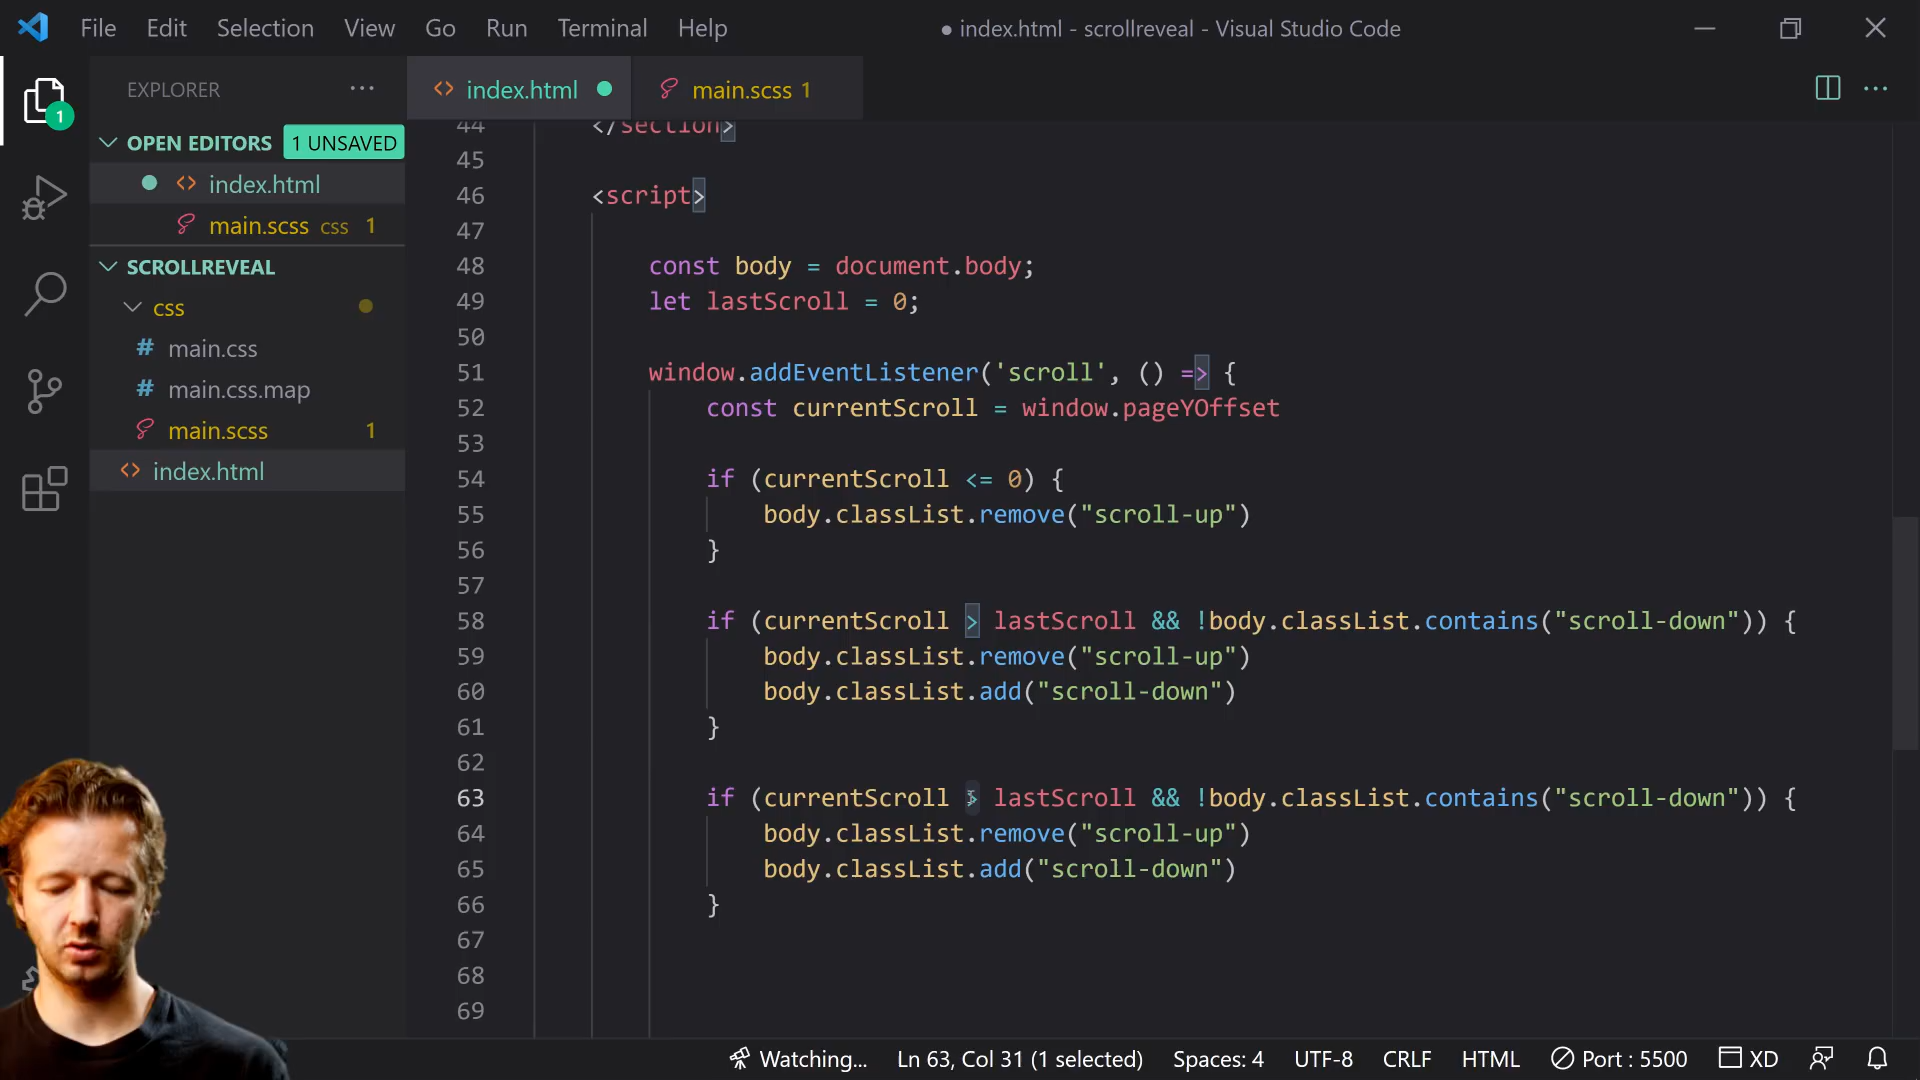 File Edit Selection View Go Run Terminal Help
● index.html - scrollreveal - Visual Studio Code
EXPLORER
index.html
main.scss 1
OPEN EDITORS 1 UNSAVED
index.html
main.scss css 1
SCROLLREVEAL
css
main.css
main.css.map
main.scss 1
index.html
1
44 </section>
45
46 <script>
47
48 const body = document.body;
49 let lastScroll = 0;
50
51 window.addEventListener('scroll', () => {
52 const currentScroll = window.pageYOffset
53
54 if (currentScroll <= 0) {
55 body.classList.remove("scroll-up")
56 }
57
58 if (currentScroll > lastScroll && !body.classList.contains("scroll-down")) {
59 body.classList.remove("scroll-up")
60 body.classList.add("scroll-down")
61 }
62
63 if (currentScroll > lastScroll && !body.classList.contains("scroll-down")) {
64 body.classList.remove("scroll-up")
65 body.classList.add("scroll-down")
66 }
67
68
69
Watching... Ln 63, Col 31 (1 selected) Spaces: 4 UTF-8 CRLF HTML Port : 5500 XD